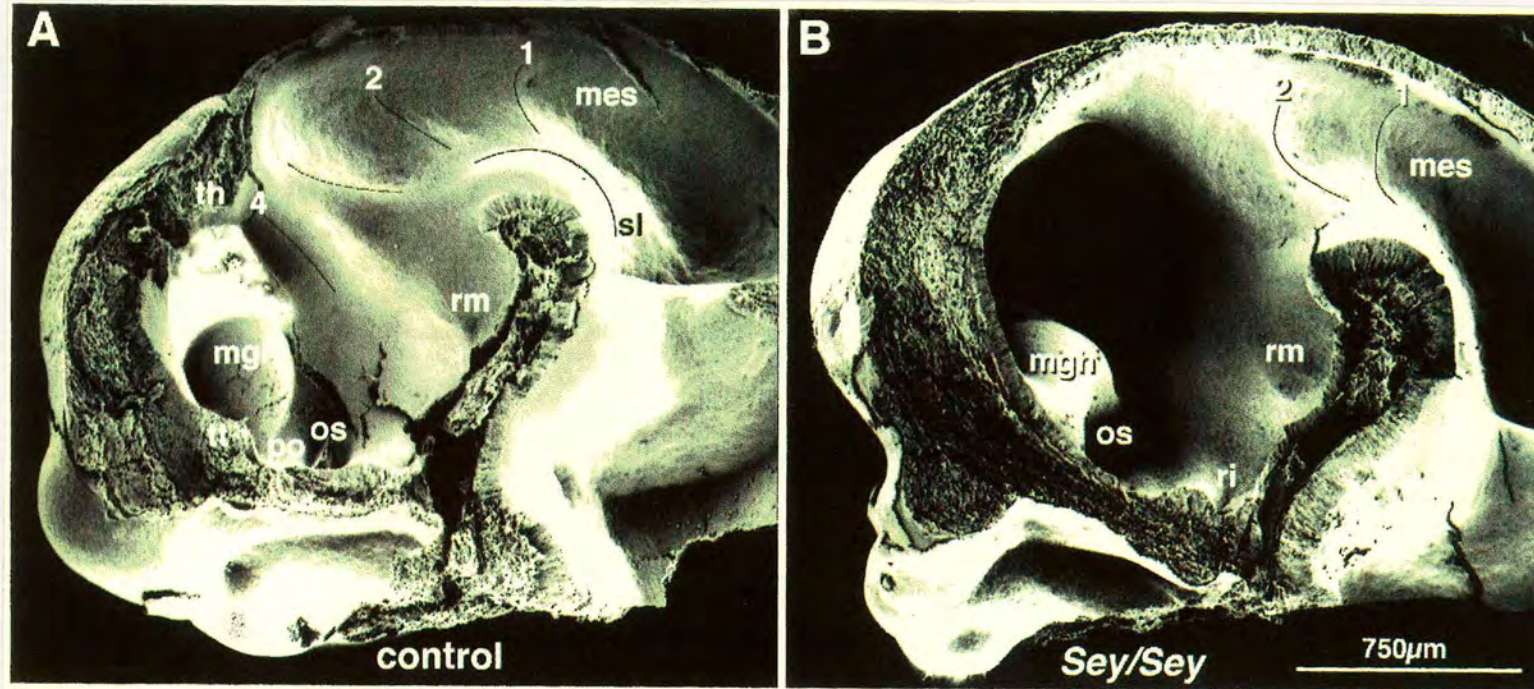 A
2
1
mes
th
4
sl
rm
tt
os
po
control
B
2
1
mes
mgh
rm
os
ri
Sey/Sey
750µm